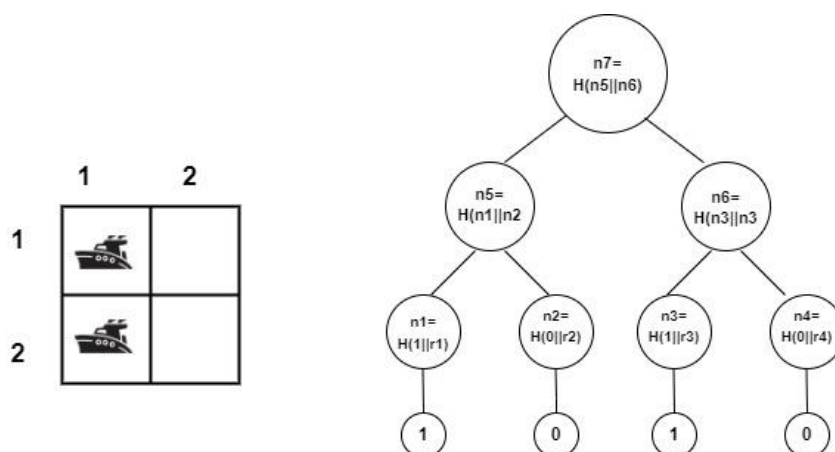 1 2
1
2
n7=
H(n5||n6)
n5=
H(n1||n2
n6=
H(n3||n3
n1=
H(1||r1)
n2=
H(0||r2)
n3=
H(1||r3)
n4=
H(0||r4)
1
0
1
0